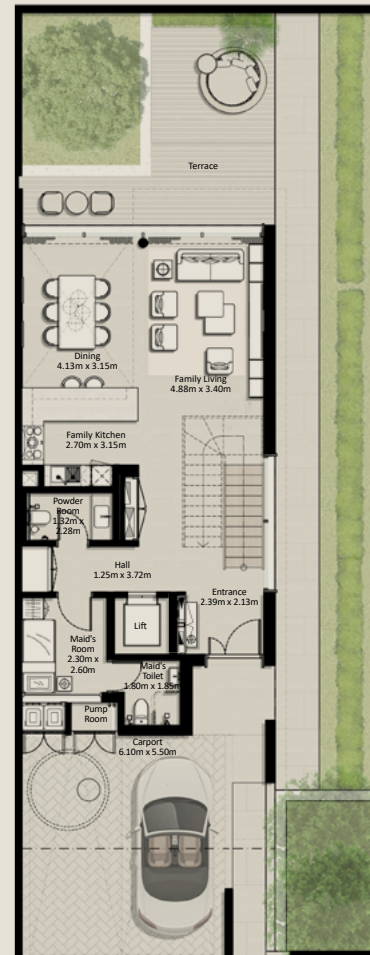 Terrace
Dining
4.13m x 3.15m
Family Living
4.88m x 3.40m
Family Kitchen
2.70m x 3.15m
Powder
Room
1.32m x
2.28m
Hall
1.25m x 3.72m
Entrance
2.39m x 2.13m
Lift
Maid's
Room
2.30m x
2.60m
Maid's
Toilet
1.80m x 1.85m
Pump
Room
Carport
6.10m x 5.50m